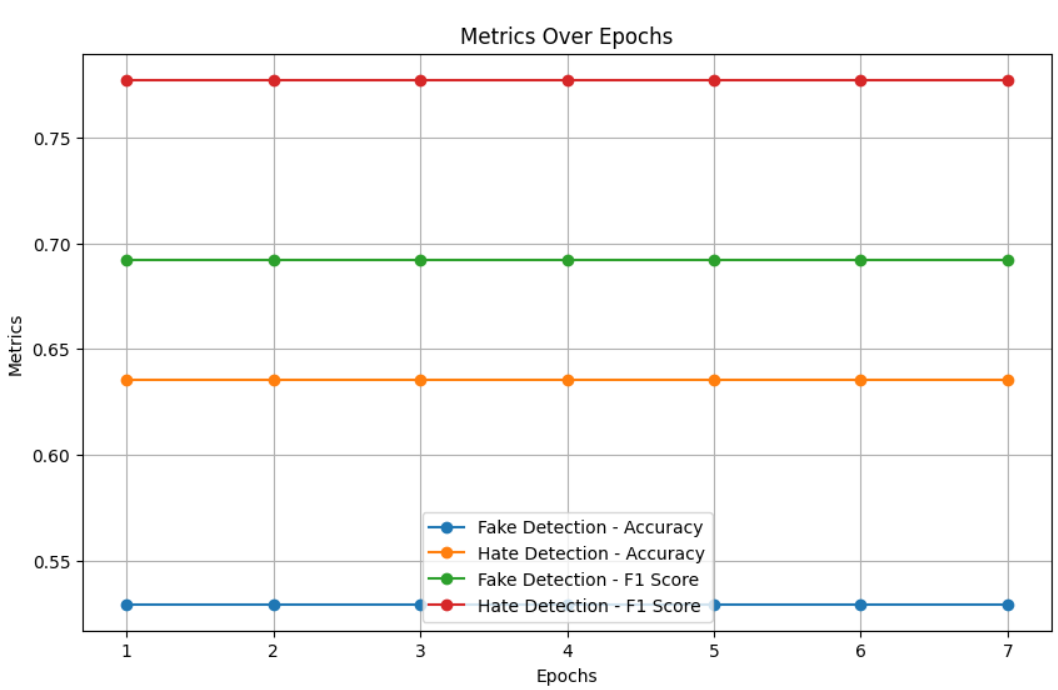 Metrics Over Epochs
0.75
0.70
0.65
0.60
0.55
Metrics
Fake Detection - Accuracy
Hate Detection - Accuracy
Fake Detection - F1 Score
Hate Detection - F1 Score
1 2 3 4 5 6 7
Epochs